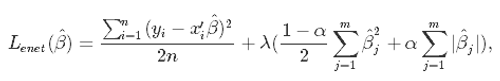 $L_{enet}(\hat{\beta}) = \frac{\sum_{i=1}^{n}(y_i - x_i'\hat{\beta})^2}{2n} + \lambda(\frac{1-\alpha}{2}\sum_{j=1}^{m}\hat{\beta}_j^2 + \alpha\sum_{j=1}^{m}|\hat{\beta}_j|),$